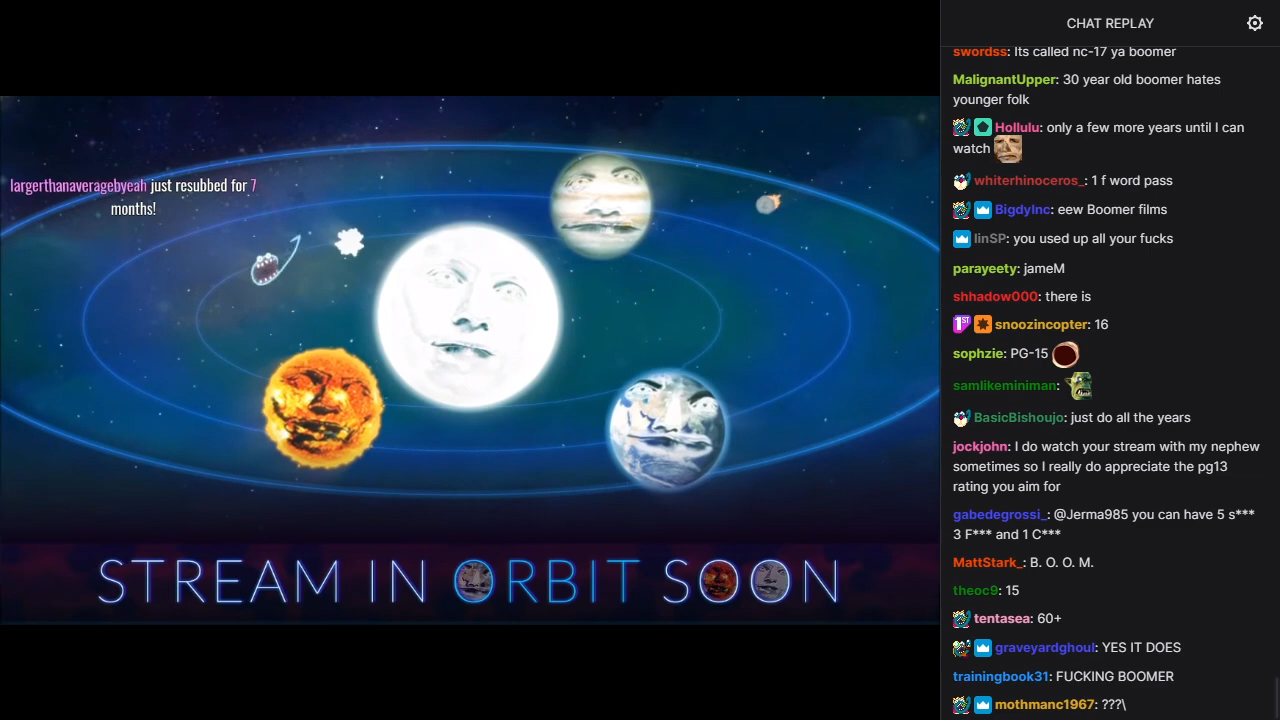 largerthanaveragebyeah just resubbed for 7
months!
STREAM IN ORBIT SOON
CHAT REPLAY
swordss: Its called nc-17 ya boomer
MalignantUpper: 30 year old boomer hates
younger folk
Hollulu: only a few more years until I can
watch
whiterhinoceros_: 1 f word pass
BigdyInc: eew Boomer films
linSP: you used up all your fucks
parayeety: jameM
shhadow000: there is
1ST snoozincopter: 16
sophzie: PG-15
samlikeminiman:
BasicBishoujo: just do all the years
jockjohn: I do watch your stream with my nephew
sometimes so I really do appreciate the pg13
rating you aim for
gabedegrossi_: @Jerma985 you can have 5 s***
3 F*** and 1 C***
MattStark_: B. O. O. M.
theoc9: 15
tentasea: 60+
graveyardghoul: YES IT DOES
trainingbook31: FUCKING BOOMER
mothmanc1967: ???\